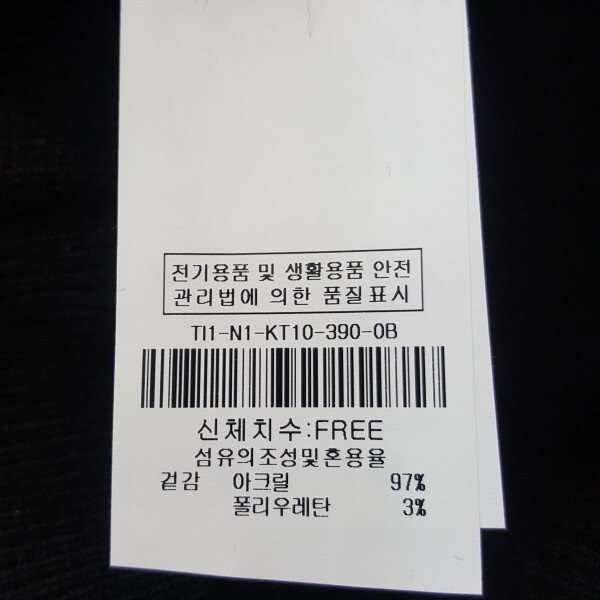 전기용품 및 생활용품 안전
관리법에 의한 품질표시
TI1-N1-KT10-390-0B
신체치수:FREE
섬유의조성및혼용율
겉감 아크릴 97%
폴리우레탄 3%